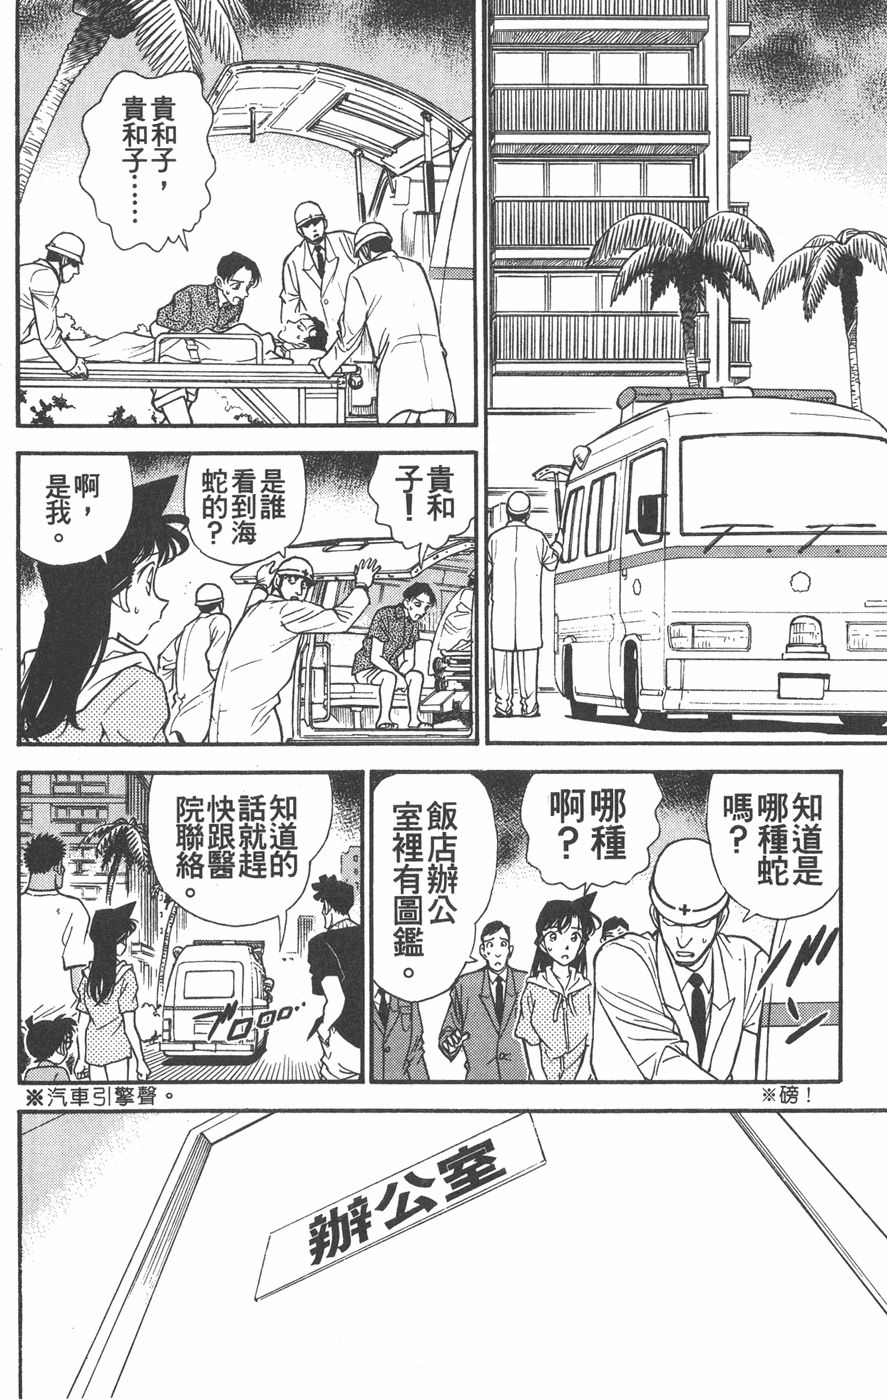 貴和子，
貴和子……
貴和
子！
是誰
看到海
蛇的？
啊，
是我。
知道是
哪種蛇
嗎？
哪種
啊？
飯店辦公
室裡有圖鑑。
※磅！
知道的
話就趕
快跟醫
院聯絡。
※汽車引擎聲。
辦公室